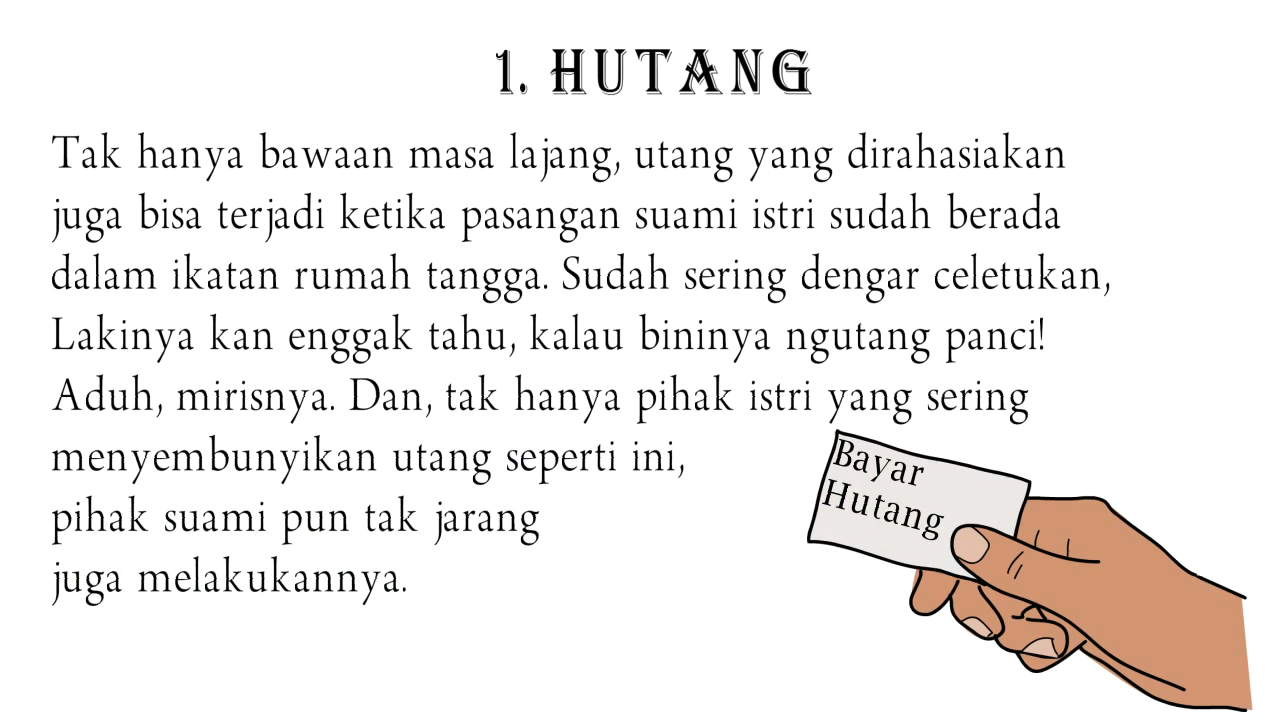 1. HUTANG
Tak hanya bawaan masa lajang, utang yang dirahasiakan
juga bisa terjadi ketika pasangan suami istri sudah berada
dalam ikatan rumah tangga. Sudah sering dengar celetukan,
Lakinya kan enggak tahu, kalau bininya ngutang panci!
Aduh, mirisnya. Dan, tak hanya pihak istri yang sering
menyembunyikan utang seperti ini,
pihak suami pun tak jarang
juga melakukannya.
Bayar
Hutang